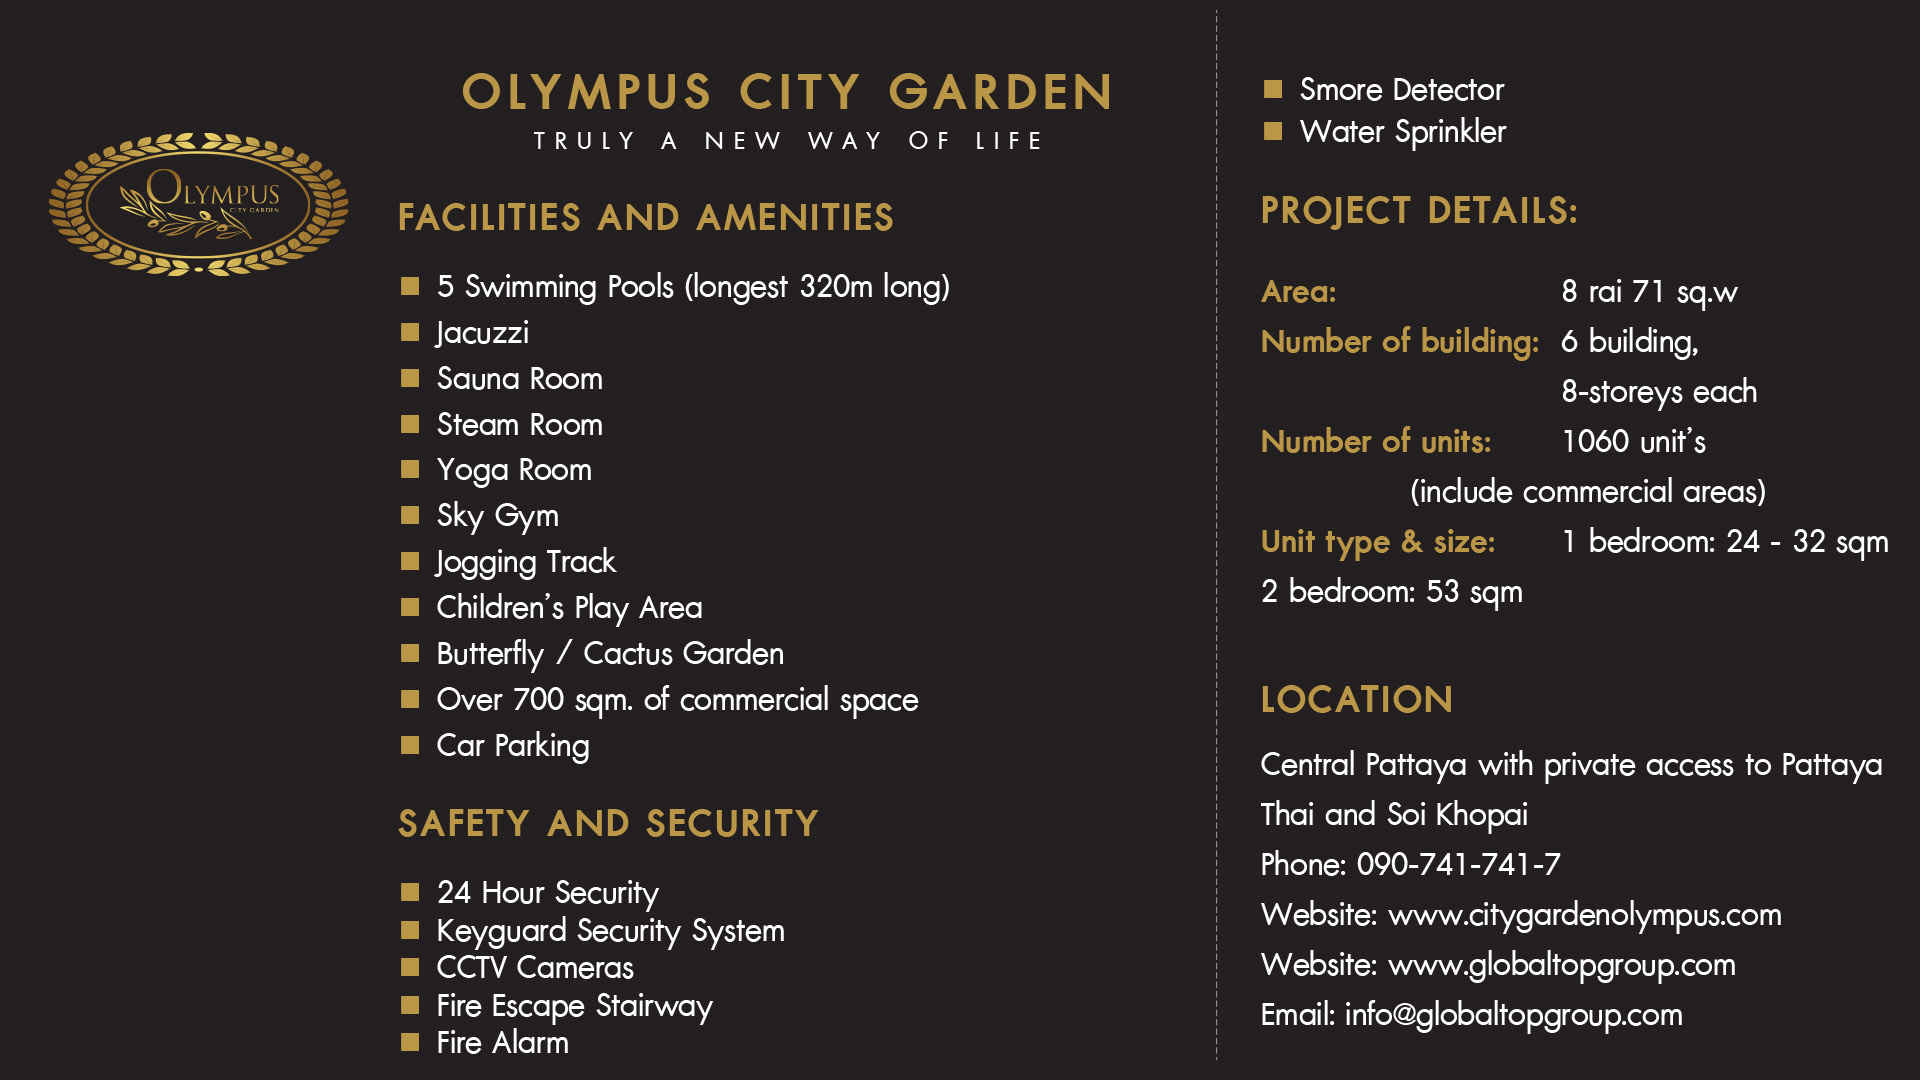 OLYMPUS
CITY GARDEN
OLYMPUS CITY GARDEN
TRULY A NEW WAY OF LIFE
FACILITIES AND AMENITIES
5 Swimming Pools (longest 320m long)
Jacuzzi
Sauna Room
Steam Room
Yoga Room
Sky Gym
Jogging Track
Children’s Play Area
Butterfly / Cactus Garden
Over 700 sqm. of commercial space
Car Parking
SAFETY AND SECURITY
24 Hour Security
Keyguard Security System
CCTV Cameras
Fire Escape Stairway
Fire Alarm
Smore Detector
Water Sprinkler
PROJECT DETAILS:
Area: 8 rai 71 sq.w
Number of building: 6 building,
8-storeys each
Number of units: 1060 unit’s
(include commercial areas)
Unit type & size: 1 bedroom: 24 - 32 sqm
2 bedroom: 53 sqm
LOCATION
Central Pattaya with private access to Pattaya
Thai and Soi Khopai
Phone: 090-741-741-7
Website: www.citygardenolympus.com
Website: www.globaltopgroup.com
Email: info@globaltopgroup.com